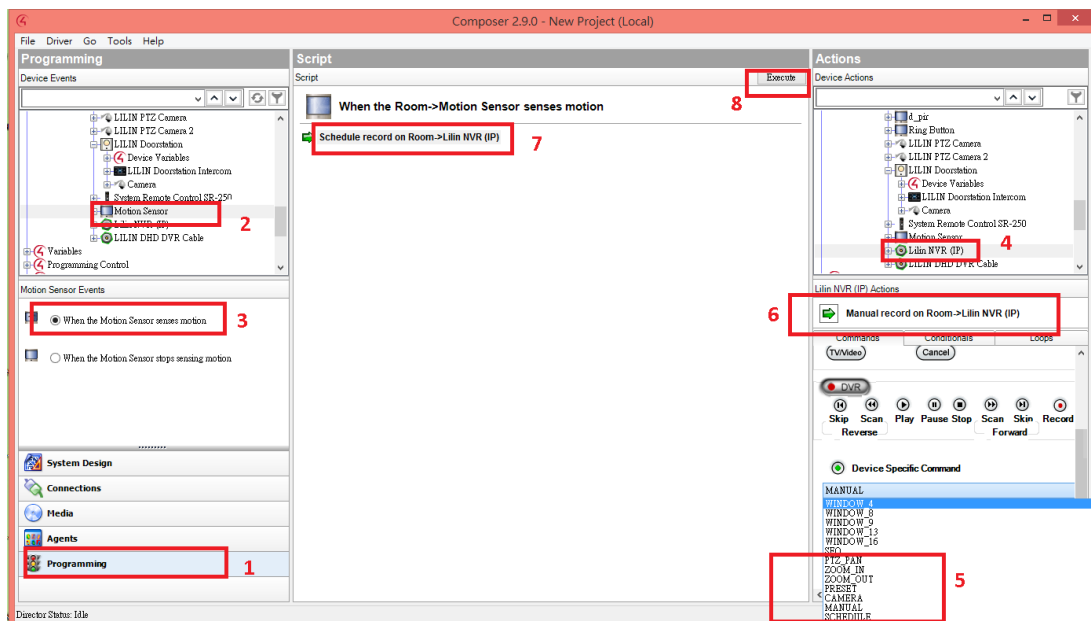 Composer 2.9.0 - New Project (Local)
File Driver Go Tools Help
Programming
Device Events
LILIN PTZ Camera
LILIN PTZ Camera 2
LILIN Doorstation
Device Variables
LILIN Doorstation Intercom
Camera
System Remote Control SR-250
Motion Sensor
2
Lilin NVR (IP)
LILIN DHD DVR Cable
Variables
Programming Control
Motion Sensor Events
When the Motion Sensor senses motion
3
When the Motion Sensor stops sensing motion
System Design
Connections
Media
Agents
Programming
1
Director Status: Idle
Script
Script
Execute
8
When the Room->Motion Sensor senses motion
Schedule record on Room->Lilin NVR (IP)
7
Actions
Device Actions
d_pir
Ring Button
LILIN PTZ Camera
LILIN PTZ Camera 2
LILIN Doorstation
Device Variables
LILIN Doorstation Intercom
Camera
System Remote Control SR-250
Motion Sensor
Lilin NVR (IP)
4
LILIN DHD DVR Cable
Lilin NVR (IP) Actions
6
Manual record on Room->Lilin NVR (IP)
Commands Conditionals Loops
TV/Video Cancel
DVR
Skip Scan Play Pause Stop Scan Skip Record
Reverse Forward
Device Specific Command
MANUAL
WINDOW_4
WINDOW_8
WINDOW_9
WINDOW_13
WINDOW_16
SEQ
PTZ_PAN
ZOOM_IN
ZOOM_OUT
5
PRESET
CAMERA
MANUAL
SCHEDULE